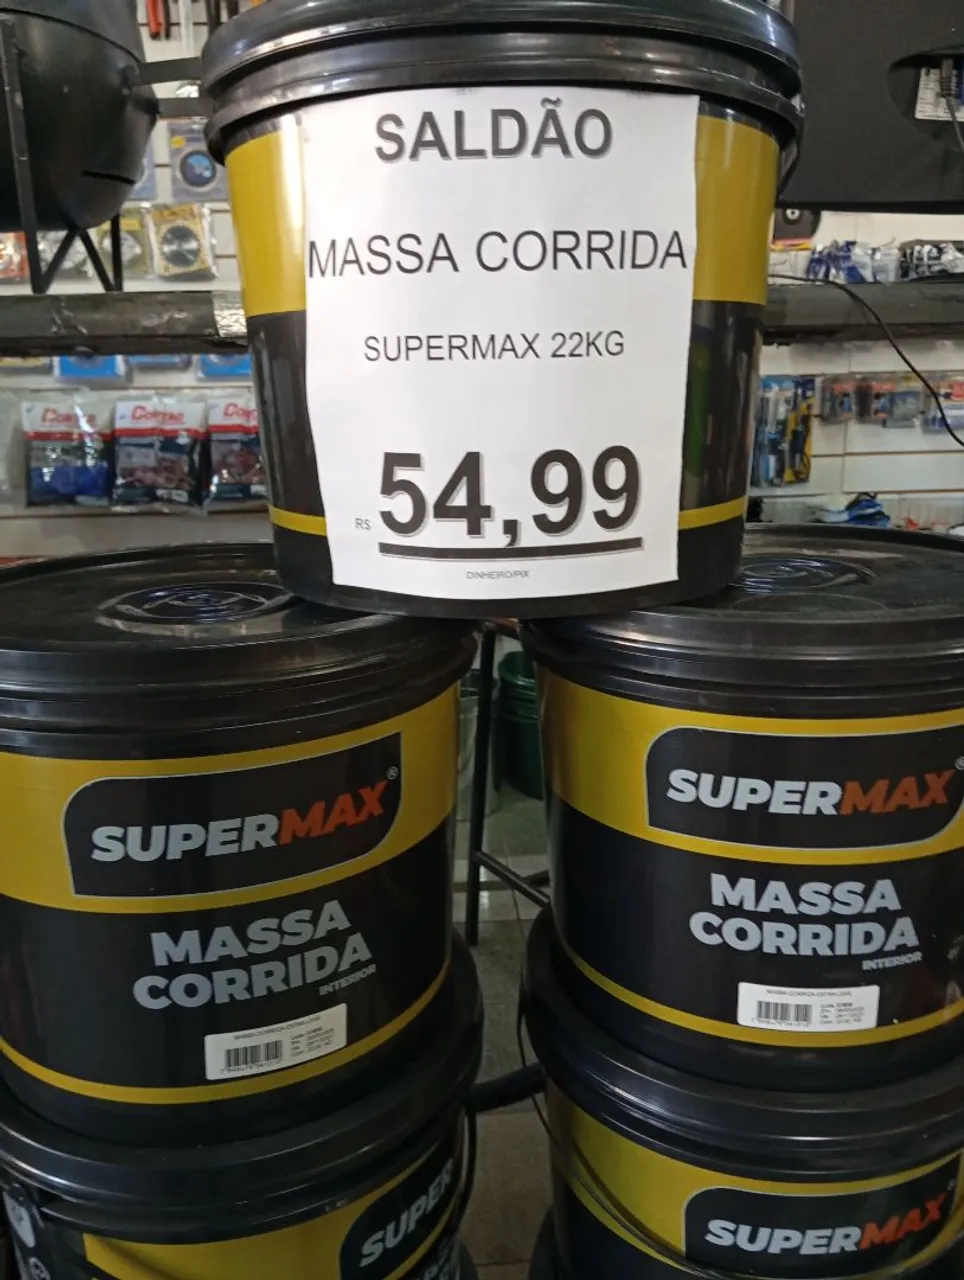 SALDÃO
MASSA CORRIDA
SUPERMAX 22KG
R$ 54,99
DINHEIRO/PIX
SUPERMAX®
MASSA
CORRIDA
INTERIOR
SUPERMAX®
MASSA
CORRIDA
INTERIOR
SUPER
SUPERMAX